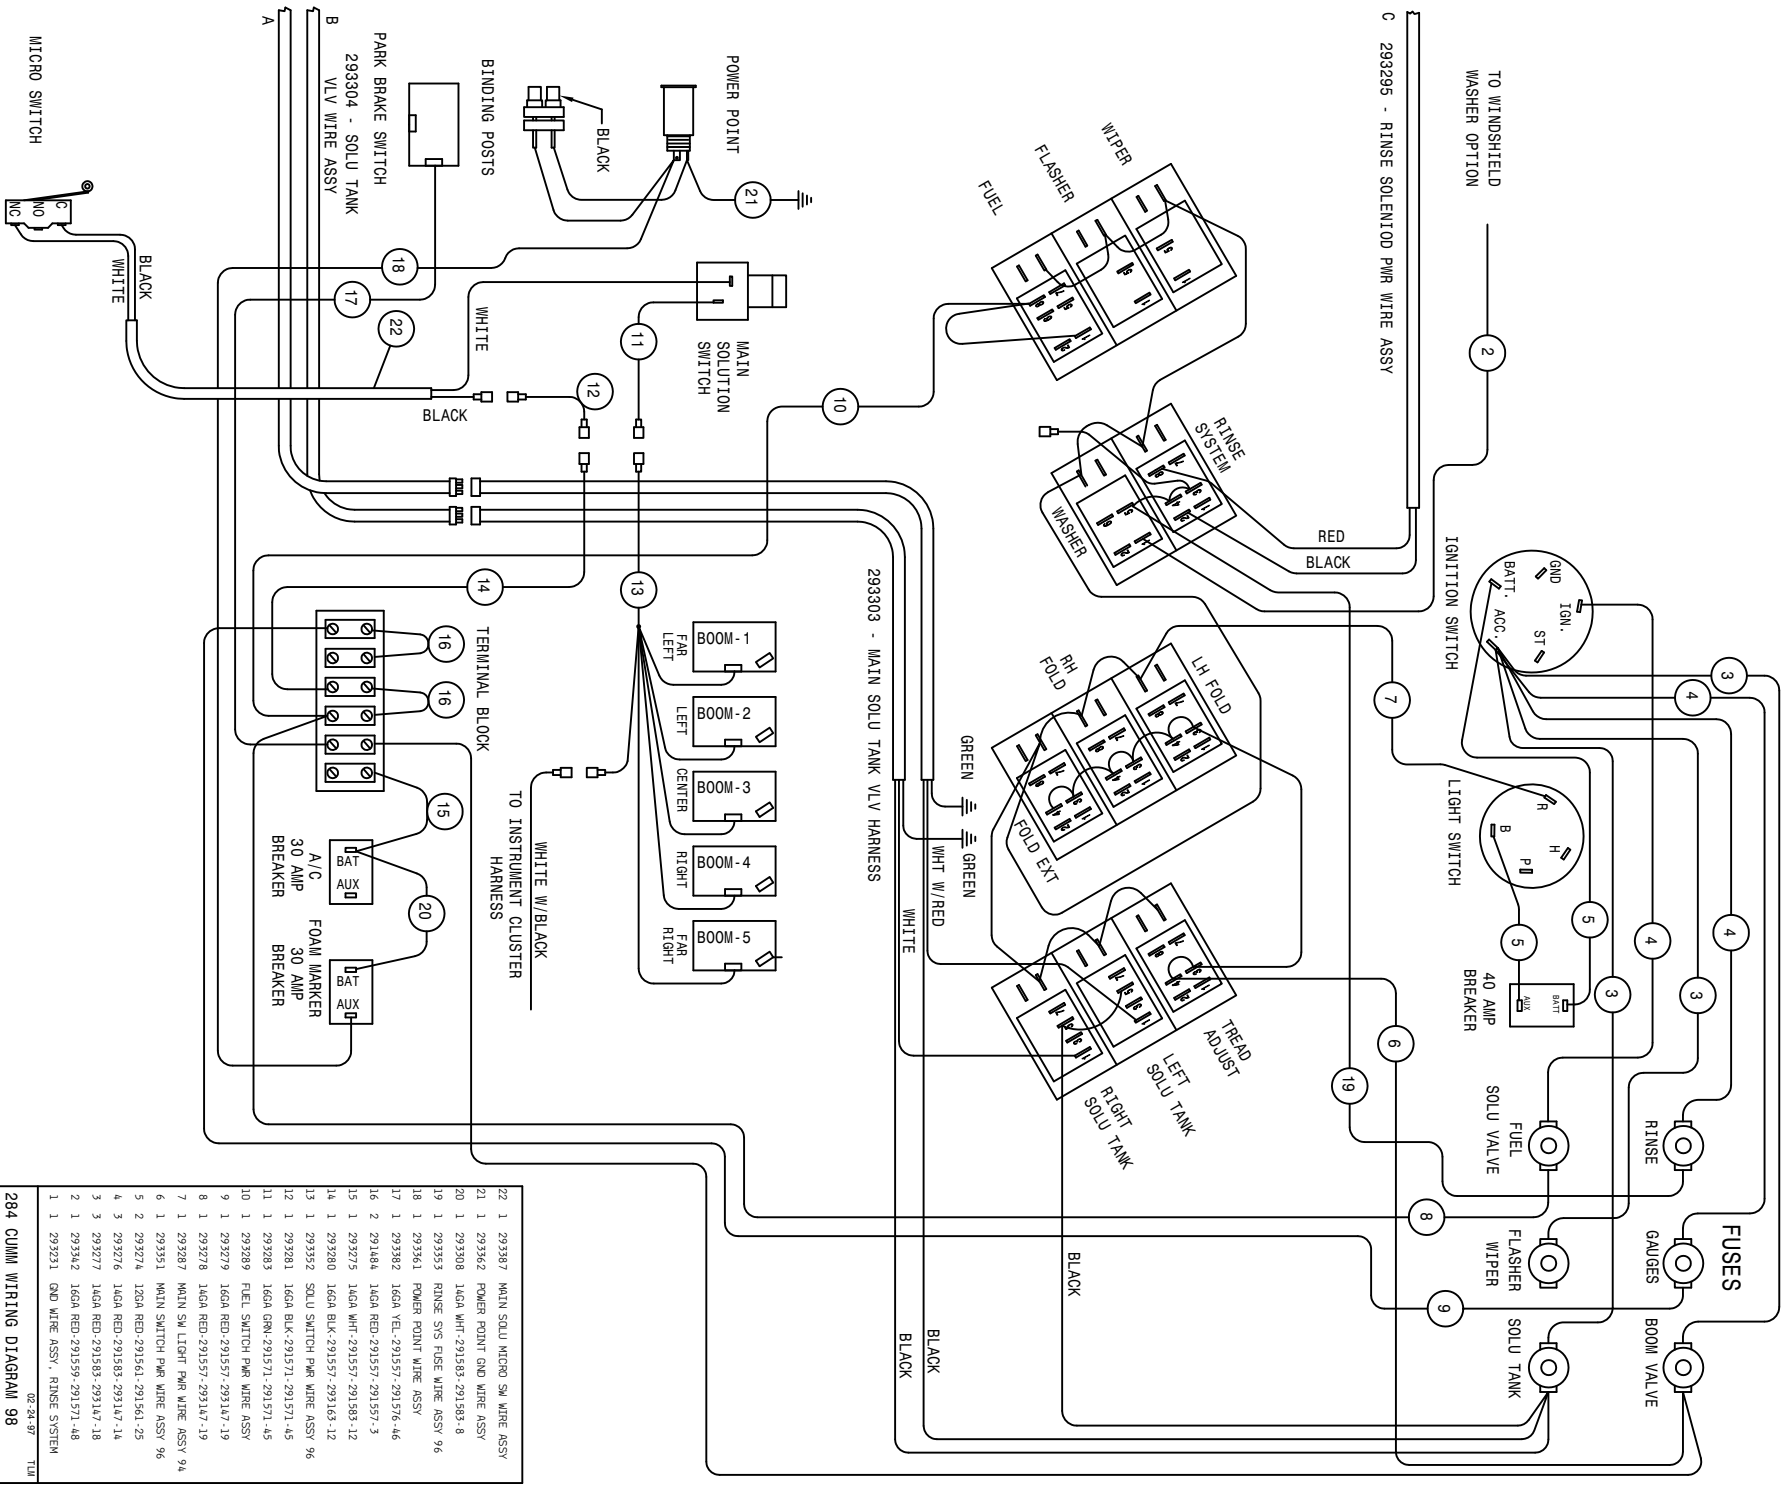 C 293295 - RINSE SOLENIOD PWR WIRE ASSY
TO WINDSHIELD
WASHER OPTION
2
B
A
293304 - SOLU TANK
VLV WIRE ASSY
PARK BRAKE SWITCH
BINDING POSTS
BLACK
POWER POINT
21
MICRO SWITCH
C
NO
NC
BLACK
WHITE
18
17
22
WHITE
BLACK
MAIN
SOLUTION
SWITCH
11
12
10
WIPER
FLASHER
FUEL
RINSE
SYSTEM
WASHER
RED
BLACK
IGNITION SWITCH
BATT.
GND
IGN.
ST
ACC.
3
4
4
3
3
4
LIGHT SWITCH
R
B
H
P
5
5
40 AMP
BREAKER
BATT
AUX
7
LH FOLD
RH
FOLD
FOLD EXT
TREAD
ADJUST
LEFT
SOLU TANK
RIGHT
SOLU TANK
6
19
293303 - MAIN SOLU TANK VLV HARNESS
GREEN
GREEN
WHT W/RED
WHITE
13
14
BOOM-1
FAR
LEFT
BOOM-2
LEFT
BOOM-3
CENTER
BOOM-4
RIGHT
BOOM-5
FAR
RIGHT
WHITE W/BLACK
TO INSTRUMENT CLUSTER
HARNESS
TERMINAL BLOCK
16
16
15
20
BAT
AUX
A/C
30 AMP
BREAKER
BAT
AUX
FOAM MARKER
30 AMP
BREAKER
FUSES
RINSE
GAUGES
BOOM VALVE
FUEL
SOLU VALVE
FLASHER
WIPER
SOLU TANK
8
9
BLACK
BLACK
BLACK
22 1 293387 MAIN SOLU MICRO SW WIRE ASSY
21 1 293362 POWER POINT GND WIRE ASSY
20 1 293308 14GA WHT-291583-291583-8
19 1 293353 RINSE SYS FUSE WIRE ASSY 96
18 1 293361 POWER POINT WIRE ASSY
17 1 293382 16GA YEL-291557-291576-46
16 2 291484 14GA RED-291557-291557-3
15 1 293275 14GA WHT-291557-291583-12
14 1 293280 16GA BLK-291557-293163-12
13 1 293352 SOLU SWITCH PWR WIRE ASSY 96
12 1 293281 16GA BLK-291571-291571-45
11 1 293283 16GA GRN-291571-291571-45
10 1 293289 FUEL SWITCH PWR WIRE ASSY
9 1 293279 16GA RED-291557-293147-19
8 1 293278 14GA RED-291557-293147-19
7 1 293287 MAIN SW LIGHT PWR WIRE ASSY 94
6 1 293351 MAIN SWITCH PWR WIRE ASSY 96
5 2 293274 12GA RED-291561-291561-25
4 3 293276 14GA RED-291583-293147-14
3 3 293277 14GA RED-291583-293147-18
2 1 293342 16GA RED-291559-291571-48
1 1 293231 GND WIRE ASSY, RINSE SYSTEM
02-24-97 TLM
284 CUMM WIRING DIAGRAM 98